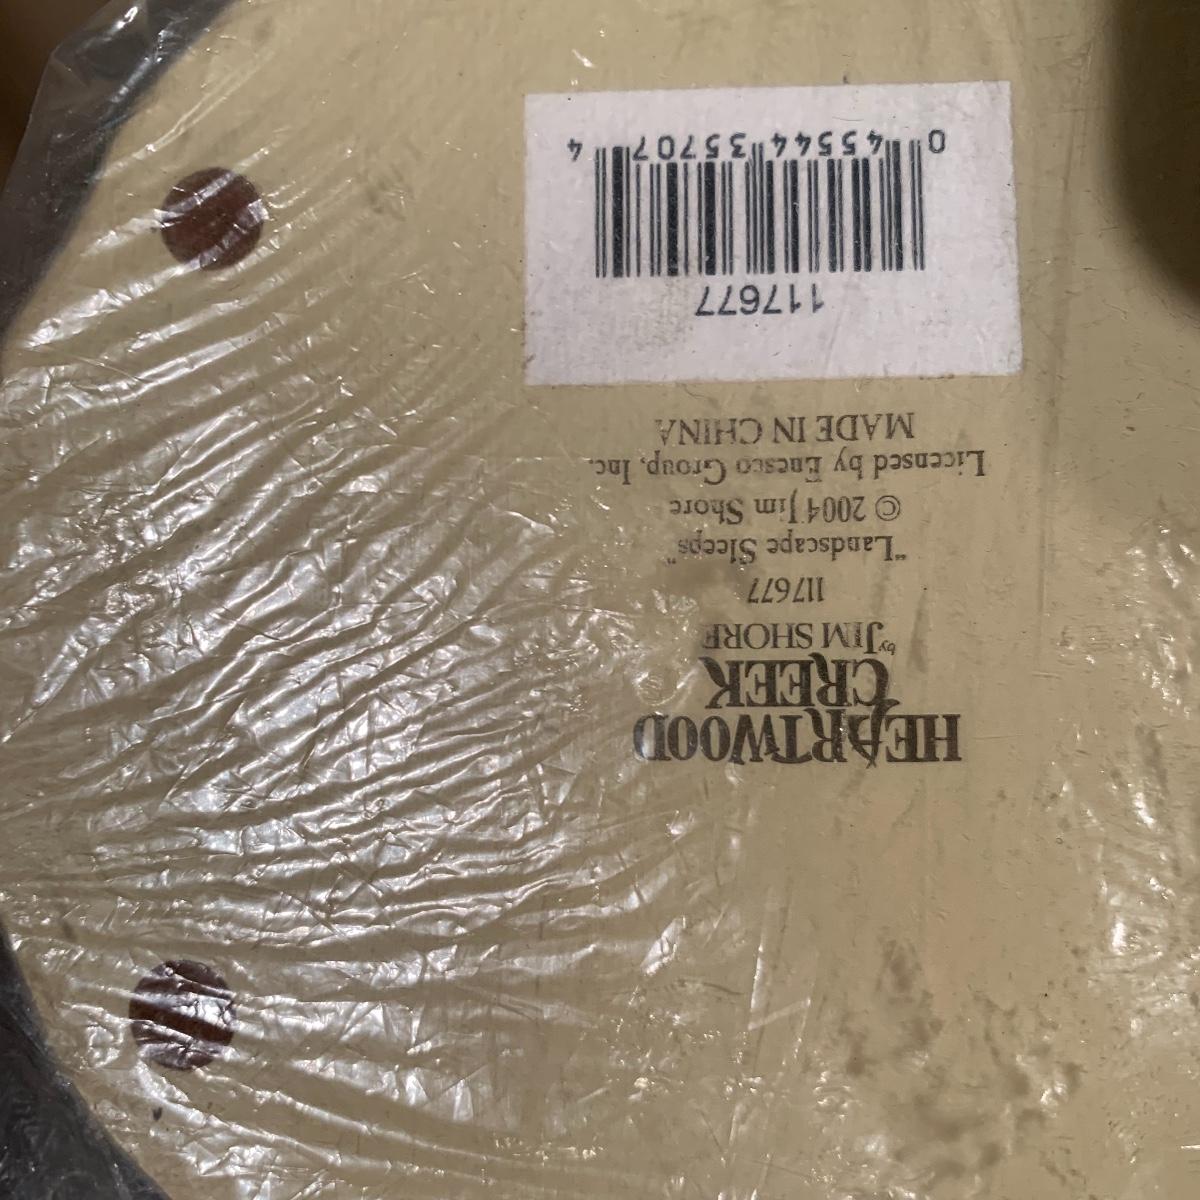 HEARTWOOD
CREEK
by JIM SHORE
117677
"Landscape Sleeps"
© 2004 Jim Shore
Licensed by Enesco Group, Inc.
MADE IN CHINA
117677
0 45544 35707 4